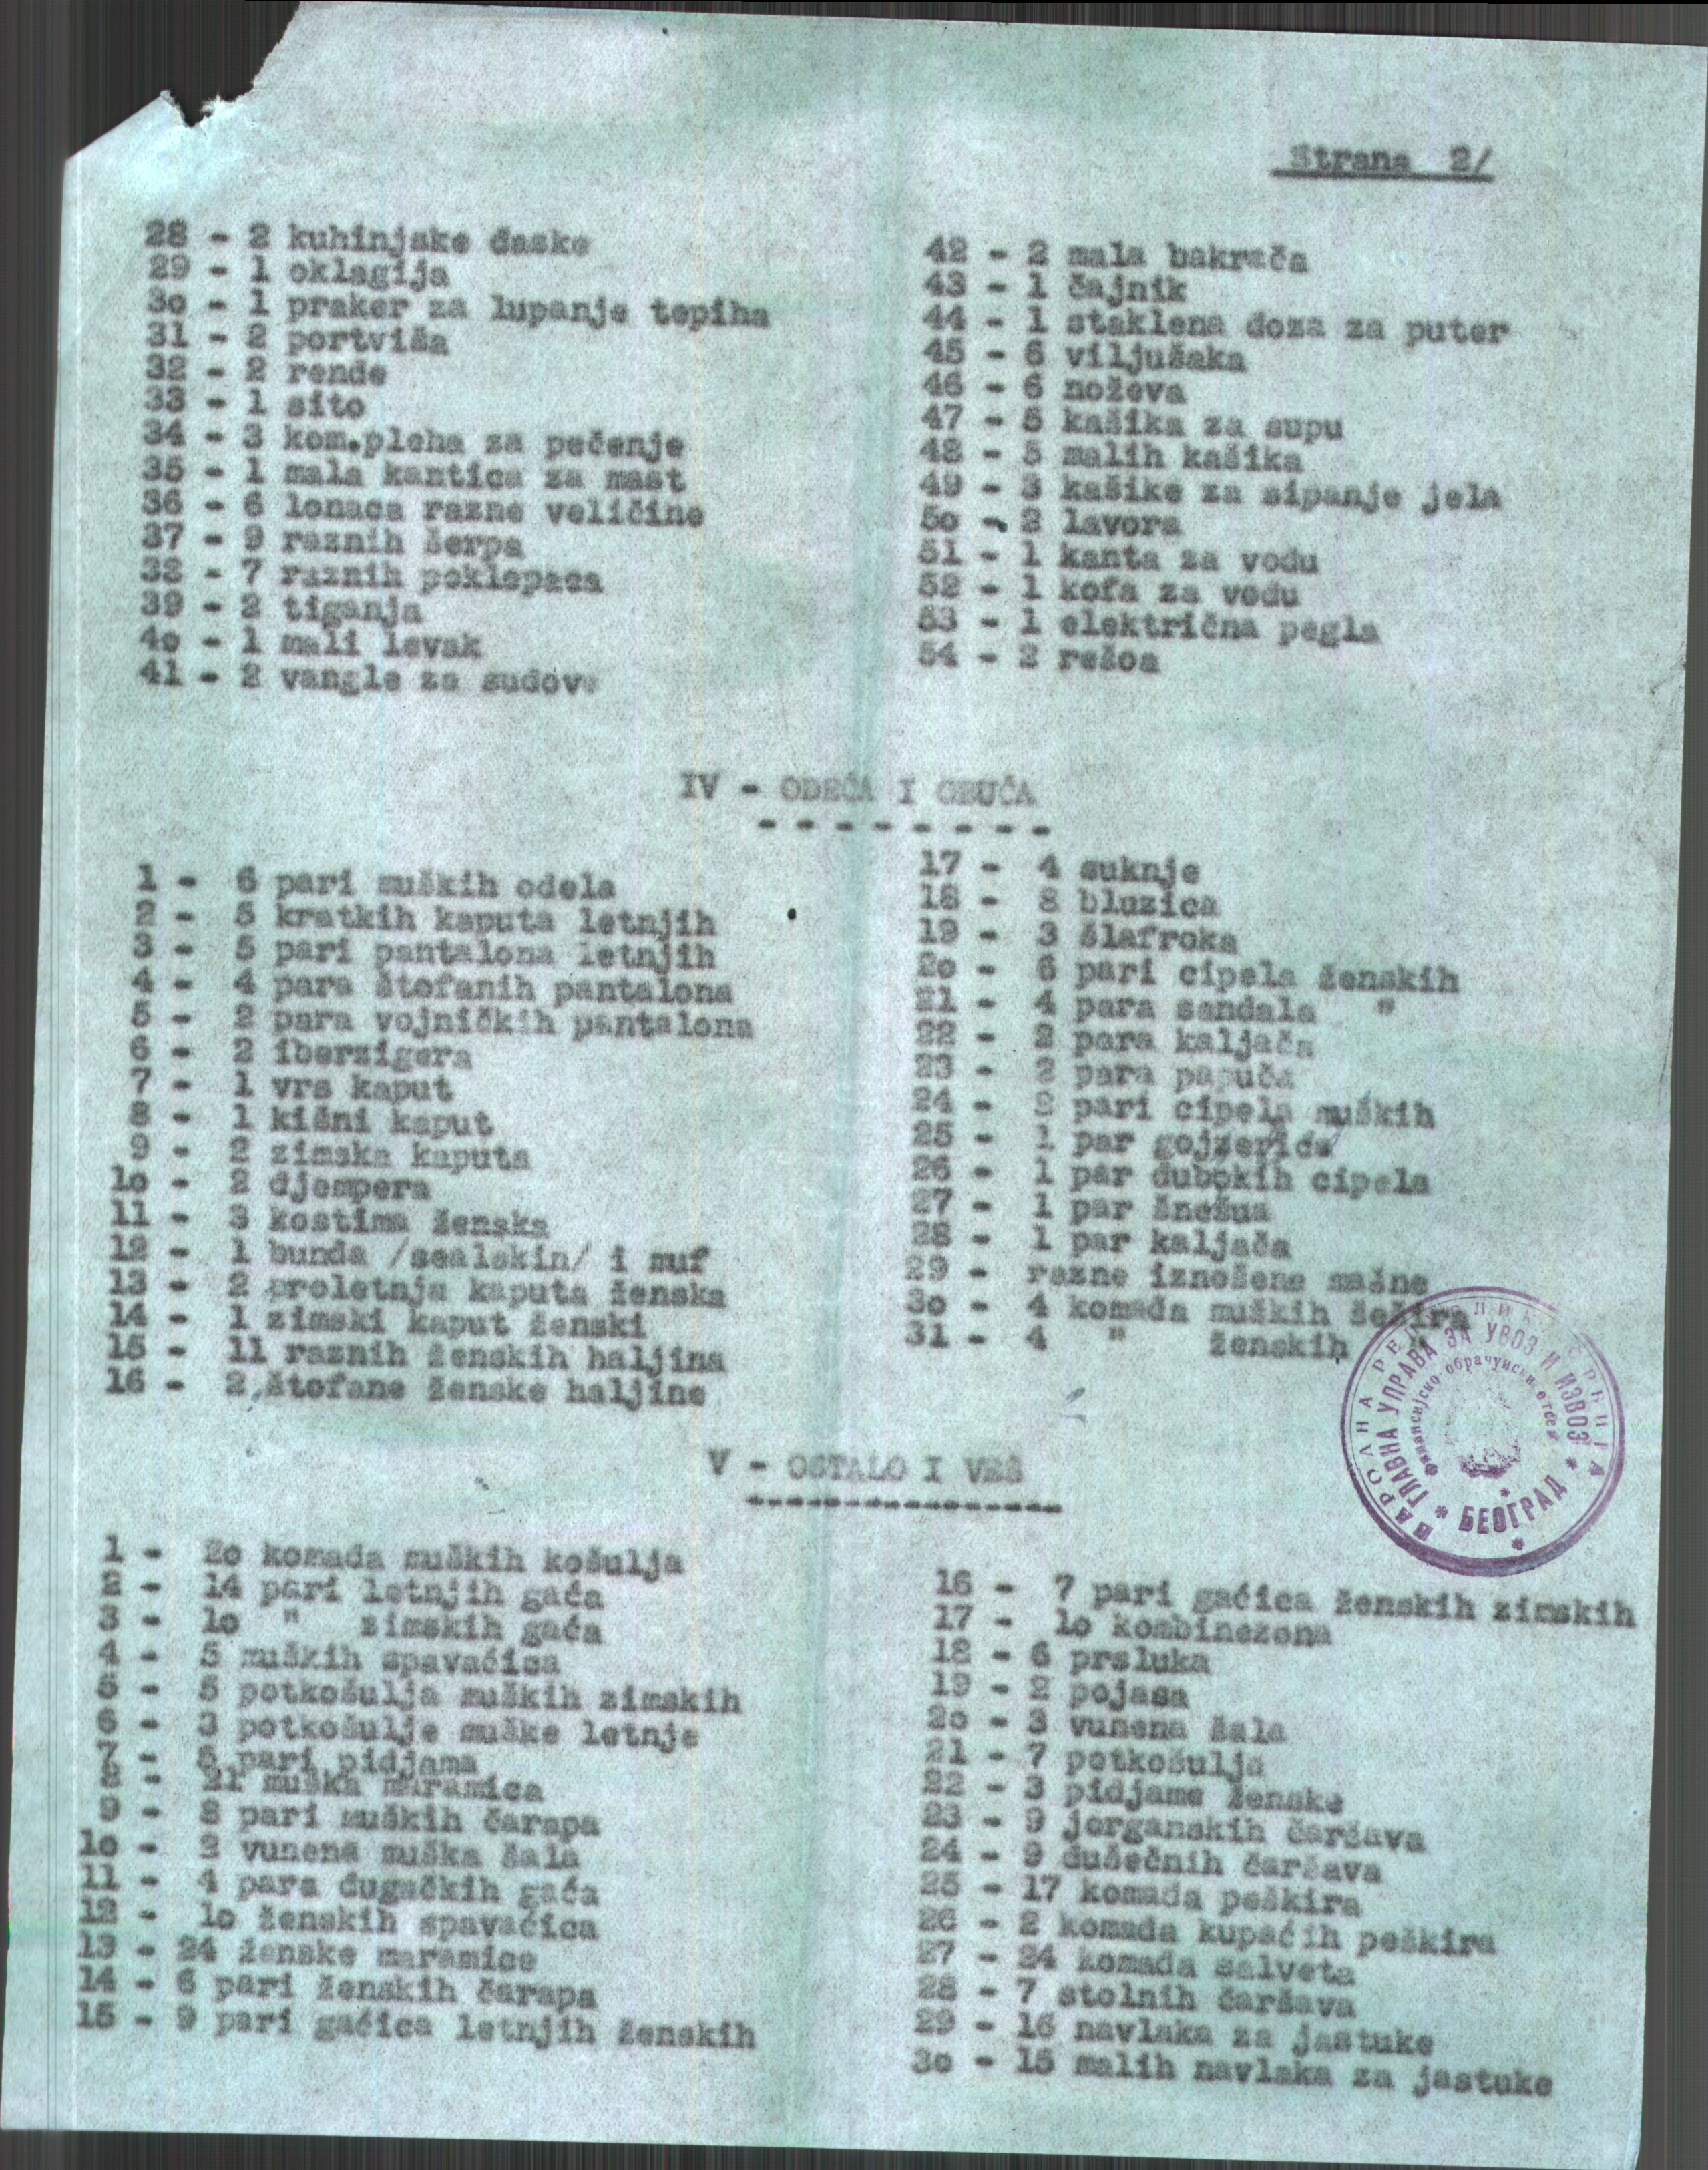 Strana 2/
28 - 2 kuhinjske daske
29 - 1 oklagija
3o - 1 praker za lupanje tepiha
31 - 2 portviša
32 - 2 rende
33 - 1 sito
34 - 3 kom.pleha za pečenje
35 - 1 mala kantica za mast
36 - 6 lonaca razne veličine
37 - 9 raznih šerpa
38 - 7 raznih poklopaca
39 - 2 tiganja
4o - 1 mali levak
41 - 2 vangle za sudove
42 - 2 mala bakrača
43 - 1 čajnik
44 - 1 staklena doza za puter
45 - 6 viljušaka
46 - 6 noževa
47 - 5 kašika za supu
48 - 5 malih kašika
49 - 3 kašike za sipanje jela
5o - 2 lavora
51 - 1 kanta za vodu
52 - 1 kofa za vodu
53 - 1 električna pegla
54 - 2 rešoa
IV - ODEĆA I OBUĆA
- - - - - - - -
1 - 6 pari muških odela
2 - 5 kratkih kaputa letnjih
3 - 5 pari pantalona letnjih
4 - 4 para štofanih pantalona
5 - 2 para vojničkih pantalona
6 - 2 iberzigera
7 - 1 vrs kaput
8 - 1 kišni kaput
9 - 2 zimska kaputa
1o - 2 djempera
11 - 3 kostima ženska
12 - 1 bunda /sealskin/ i muf
13 - 2 proletnja kaputa ženska
14 - 1 zimski kaput ženski
15 - 11 raznih ženskih haljina
16 - 2 štofane ženske haljine
17 - 4 suknje
18 - 8 bluzica
19 - 3 šlafroka
2o - 6 pari cipela ženskih
21 - 4 para sandala "
22 - 2 para kaljača
23 - 2 para papuča
24 - pari cipela muških
25 - 1 par gojzerica
26 - 1 par dubokih cipela
27 - 1 par šnešua
28 - 1 par kaljača
29 - razne iznošene mašne
3o - 4 komada muških šešira
31 - 4 " ženskih "
НАРОДНА РЕПУБЛИКА СРБИЈА
ГЛАВНА УПРАВА ЗА УВОЗ И ИЗВОЗ
Финансијско обрачунски отсек
* БЕОГРАД *
V - OSTALO I VEŠ
----------------
1 - 2o komada muških košulja
2 - 14 pari letnjih gaća
3 - 1o " zimskih gaća
4 - 5 muških spavaćica
5 - 5 potkošulja muških zimskih
6 - 3 potkošulje muške letnje
7 - 5 pari pidjama
8 - 21 muška maramica
9 - 8 pari muških čarapa
1o - 2 vunena muška šala
11 - 4 para dugačkih gaća
12 - 1o ženskih spavaćica
13 - 24 ženske maramice
14 - 6 pari ženskih čarapa
15 - 9 pari gaćica letnjih ženskih
16 - 7 pari gaćica ženskih zimskih
17 - 1o kombinezona
18 - 6 prsluka
19 - 2 pojasa
2o - 3 vunena šala
21 - 7 potkošulja
22 - 3 pidjame ženske
23 - 9 jorganskih čaršava
24 - 9 dušečnih čaršava
25 - 17 komada peškira
26 - 2 komada kupaćih peškira
27 - 24 komada salveta
28 - 7 stolnih čaršava
29 - 16 navlaka za jastuke
3o - 15 malih navlaka za jastuke